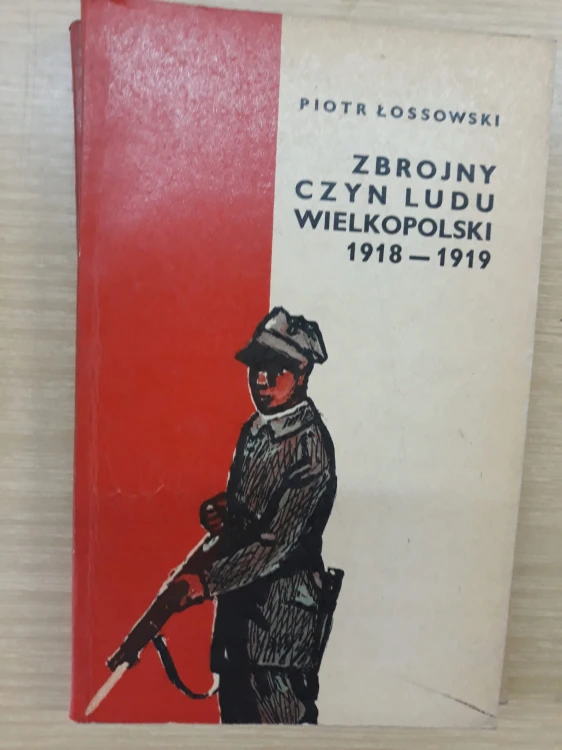 PIOTR ŁOSSOWSKI
ZBROJNY
CZYN LUDU
WIELKOPOLSKI
1918 — 1919